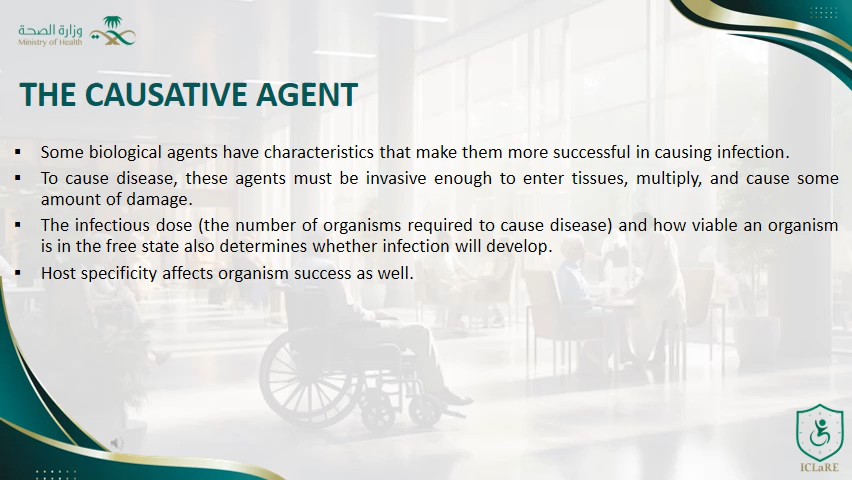 وزارة الصحة
Ministry of Health
THE CAUSATIVE AGENT
▪ Some biological agents have characteristics that make them more successful in causing infection.
▪ To cause disease, these agents must be invasive enough to enter tissues, multiply, and cause some
amount of damage.
▪ The infectious dose (the number of organisms required to cause disease) and how viable an organism
is in the free state also determines whether infection will develop.
▪ Host specificity affects organism success as well.
ICLaRE